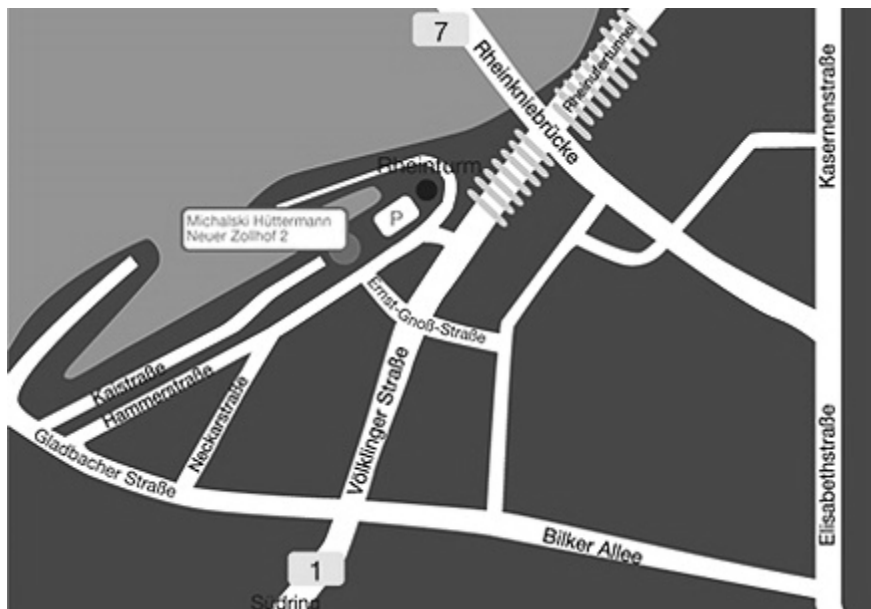 7
Rheinkniebrücke
Rheinufertunnel
Kasernenstraße
Rheinturm
P
Michalski Hüttermann
Neuer Zollhof 2
Ernst-Gnoß-Straße
Kaistraße
Hammerstraße
Neckarstraße
Völklinger Straße
Gladbacher Straße
Elisabethstraße
Bilker Allee
1
Südring